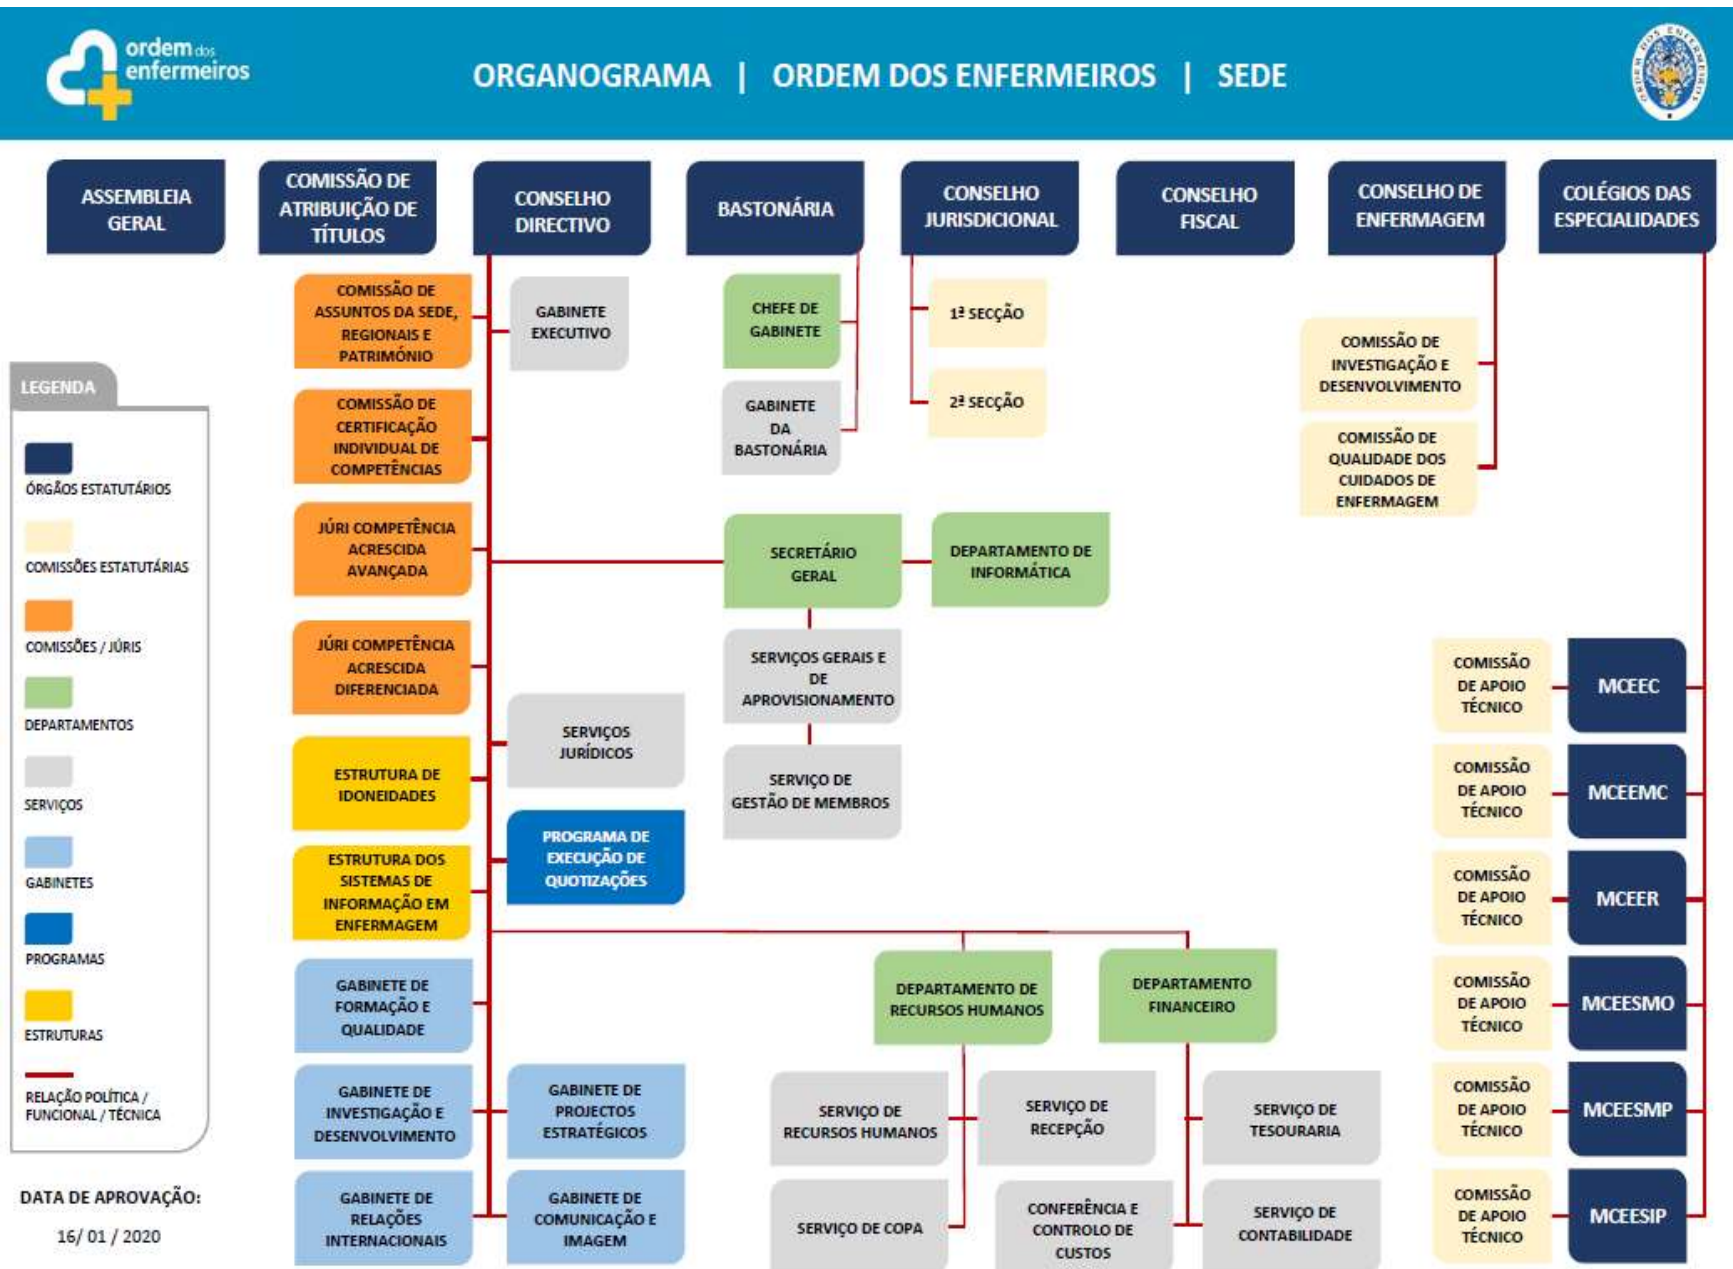 ordem dos
enfermeiros
ORGANOGRAMA | ORDEM DOS ENFERMEIROS | SEDE
ORDEM DOS ENFERMEIROS
ASSEMBLEIA
GERAL
COMISSÃO DE
ATRIBUIÇÃO DE
TÍTULOS
CONSELHO
DIRECTIVO
BASTONÁRIA
CONSELHO
JURISDICIONAL
CONSELHO
FISCAL
CONSELHO DE
ENFERMAGEM
COLÉGIOS DAS
ESPECIALIDADES
COMISSÃO DE
ASSUNTOS DA SEDE,
REGIONAIS E
PATRIMÓNIO
GABINETE
EXECUTIVO
CHEFE DE
GABINETE
1ª SECÇÃO
COMISSÃO DE
INVESTIGAÇÃO E
DESENVOLVIMENTO
COMISSÃO DE
CERTIFICAÇÃO
INDIVIDUAL DE
COMPETÊNCIAS
GABINETE
DA
BASTONÁRIA
2ª SECÇÃO
COMISSÃO DE
QUALIDADE DOS
CUIDADOS DE
ENFERMAGEM
JÚRI COMPETÊNCIA
ACRESCIDA
AVANÇADA
SECRETÁRIO
GERAL
DEPARTAMENTO DE
INFORMÁTICA
JÚRI COMPETÊNCIA
ACRESCIDA
DIFERENCIADA
SERVIÇOS GERAIS E
DE
APROVISIONAMENTO
SERVIÇOS
JURÍDICOS
ESTRUTURA DE
IDONEIDADES
SERVIÇO DE
GESTÃO DE MEMBROS
PROGRAMA DE
EXECUÇÃO DE
QUOTIZAÇÕES
ESTRUTURA DOS
SISTEMAS DE
INFORMAÇÃO EM
ENFERMAGEM
GABINETE DE
FORMAÇÃO E
QUALIDADE
DEPARTAMENTO DE
RECURSOS HUMANOS
DEPARTAMENTO
FINANCEIRO
GABINETE DE
INVESTIGAÇÃO E
DESENVOLVIMENTO
GABINETE DE
PROJECTOS
ESTRATÉGICOS
SERVIÇO DE
RECURSOS HUMANOS
SERVIÇO DE
RECEPÇÃO
SERVIÇO DE
TESOURARIA
GABINETE DE
RELAÇÕES
INTERNACIONAIS
GABINETE DE
COMUNICAÇÃO E
IMAGEM
SERVIÇO DE COPA
CONFERÊNCIA E
CONTROLO DE
CUSTOS
SERVIÇO DE
CONTABILIDADE
COMISSÃO
DE APOIO
TÉCNICO
MCEEC
COMISSÃO
DE APOIO
TÉCNICO
MCEEMC
COMISSÃO
DE APOIO
TÉCNICO
MCEER
COMISSÃO
DE APOIO
TÉCNICO
MCEESMO
COMISSÃO
DE APOIO
TÉCNICO
MCEESMP
COMISSÃO
DE APOIO
TÉCNICO
MCEESIP
LEGENDA
ÓRGÃOS ESTATUTÁRIOS
COMISSÕES ESTATUTÁRIAS
COMISSÕES / JÚRIS
DEPARTAMENTOS
SERVIÇOS
GABINETES
PROGRAMAS
ESTRUTURAS
RELAÇÃO POLÍTICA /
FUNCIONAL / TÉCNICA
DATA DE APROVAÇÃO:
16/ 01 / 2020